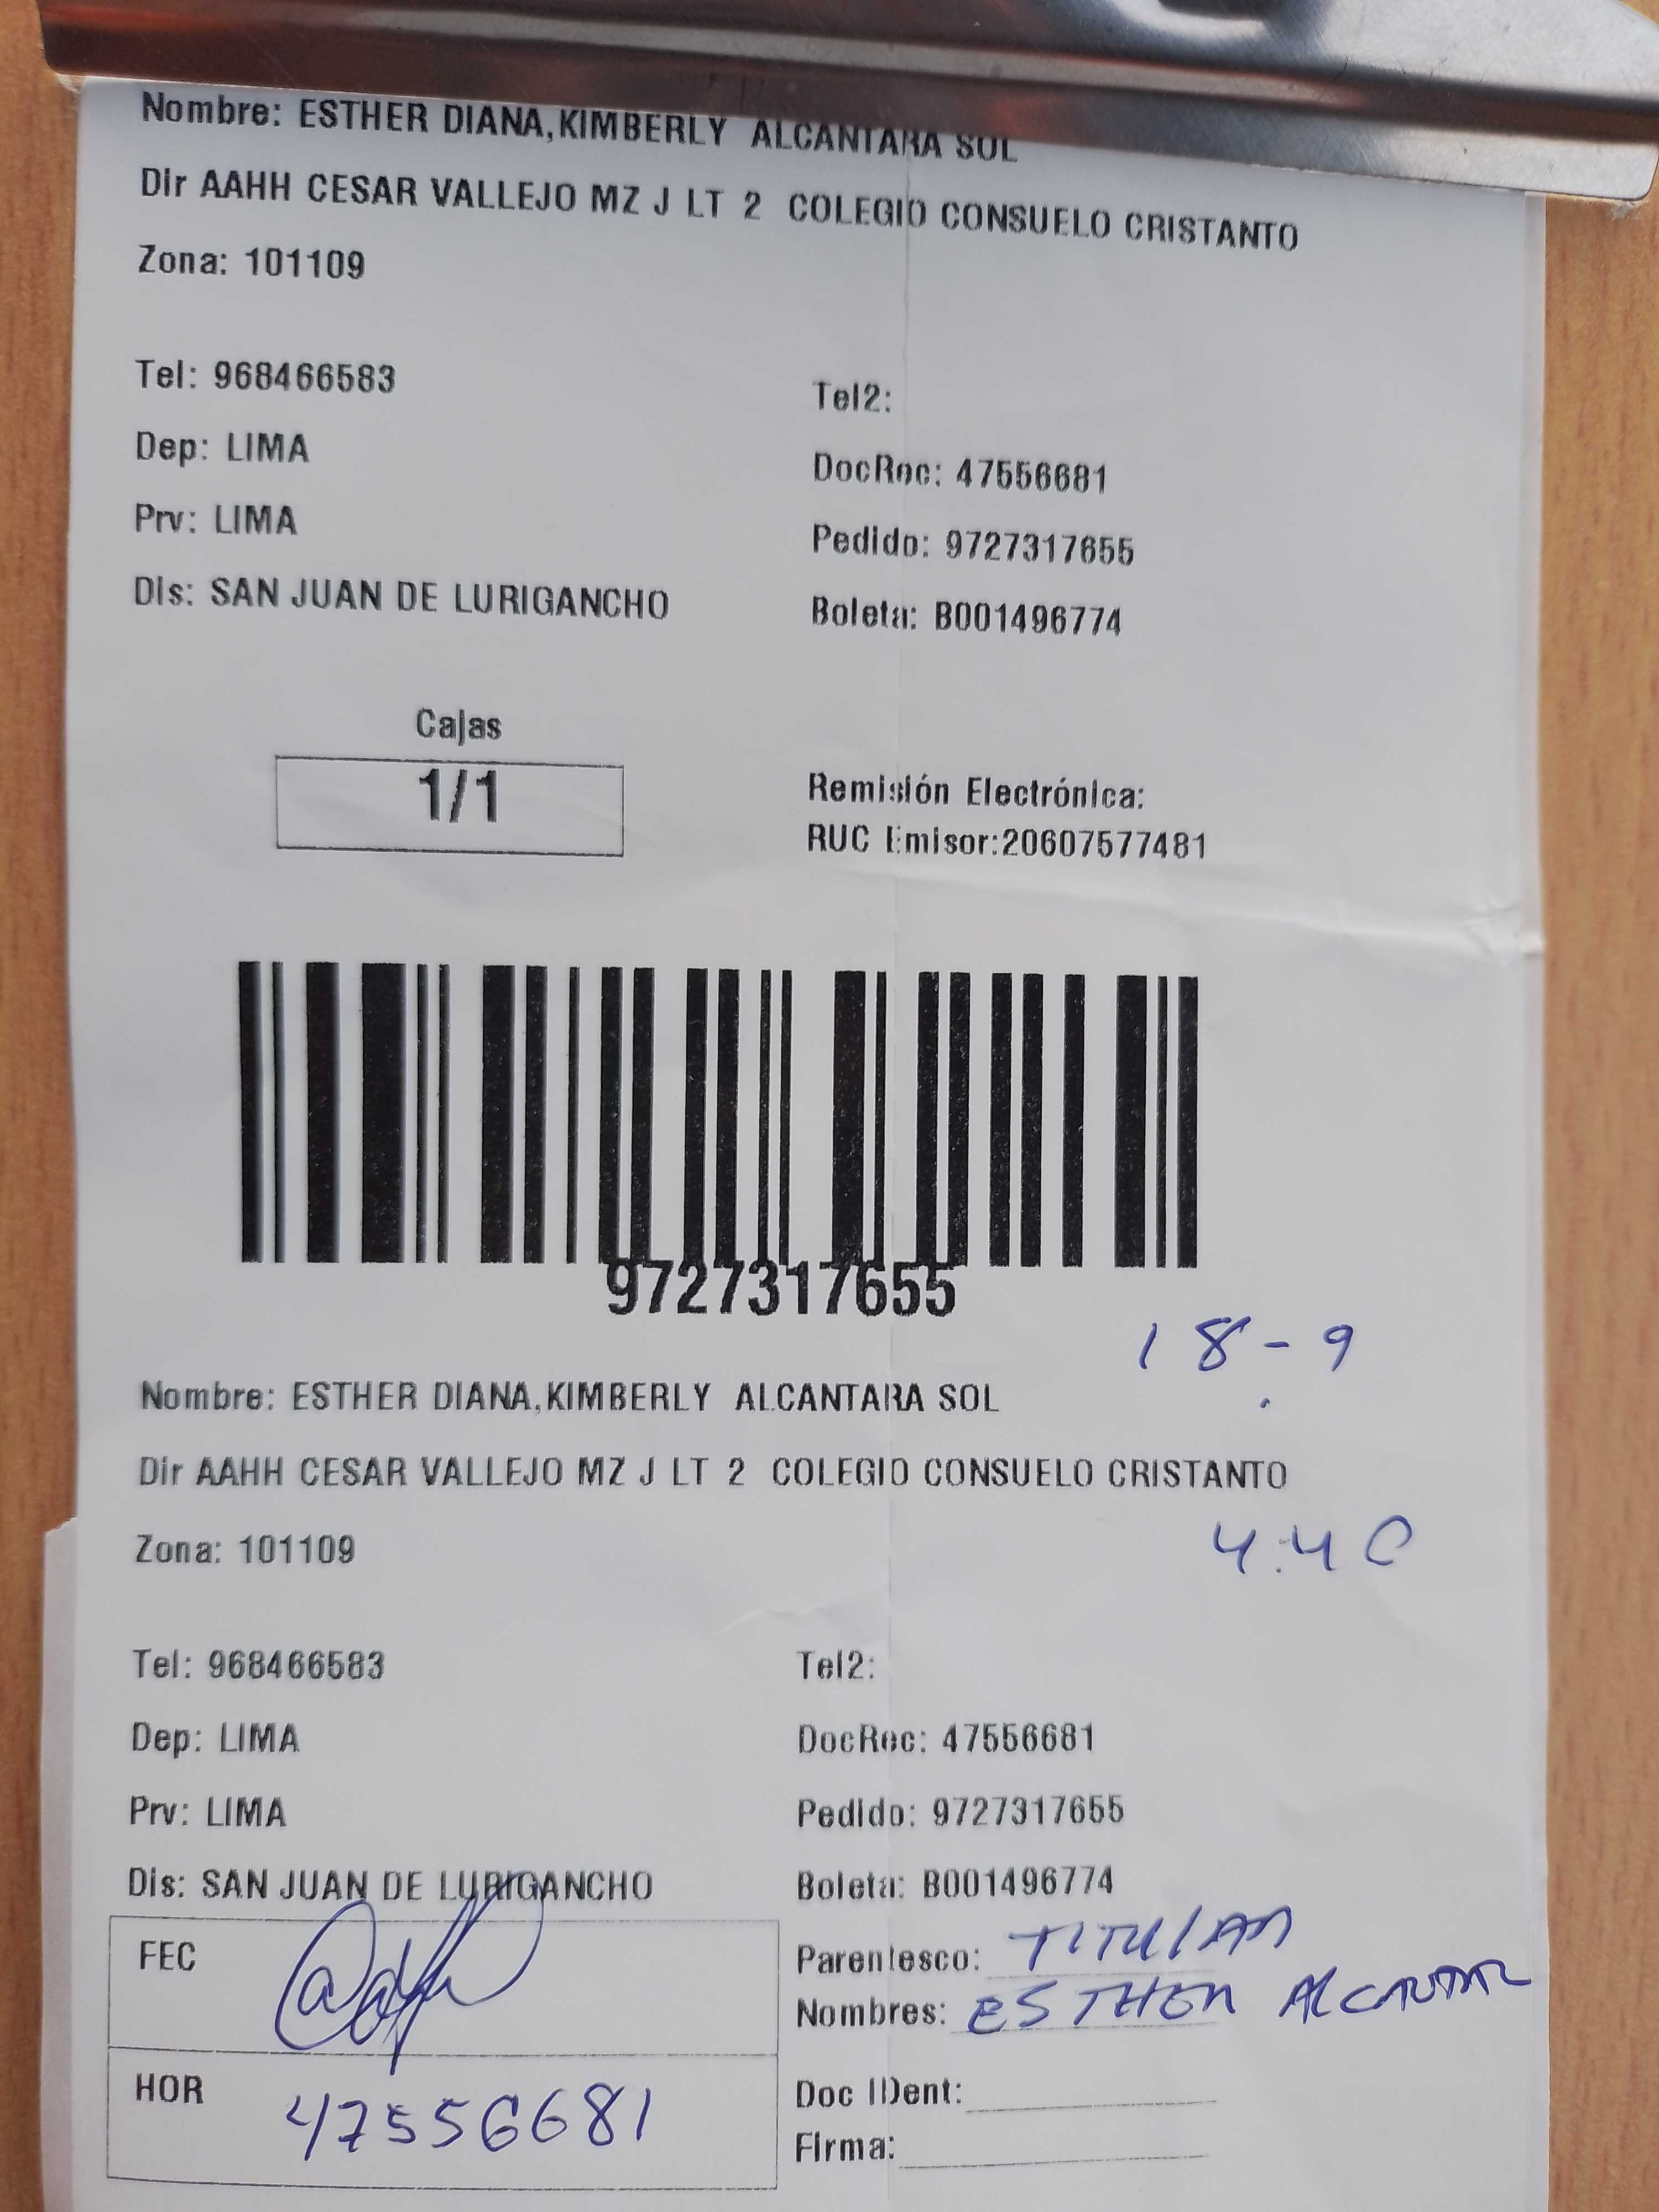 Nombre: ESTHER DIANA,KIMBERLY ALCANTARA SOL
Dir AAHH CESAR VALLEJO MZ J LT 2 COLEGIO CONSUELO CRISTANTO
Zona: 101109
Tel: 968466583
Tel2:
Dep: LIMA
DocRec: 47556681
Prv: LIMA
Pedido: 9727317655
Dis: SAN JUAN DE LURIGANCHO
Boleta: B001496774
Cajas
1/1
Remisión Electrónica:
RUC Emisor:20607577481
9727317655
18-9
Nombre: ESTHER DIANA,KIMBERLY ALCANTARA SOL
Dir AAHH CESAR VALLEJO MZ J LT 2 COLEGIO CONSUELO CRISTANTO
Zona: 101109
4:40
Tel: 968466583
Tel2:
Dep: LIMA
DocRec: 47556681
Prv: LIMA
Pedido: 9727317655
Dis: SAN JUAN DE LURIGANCHO
Boleta: B001496774
FEC
Parentesco: TITULAR
Nombres: ESTHER ALCANTAR
HOR 47556681
Doc IDent:
Firma: